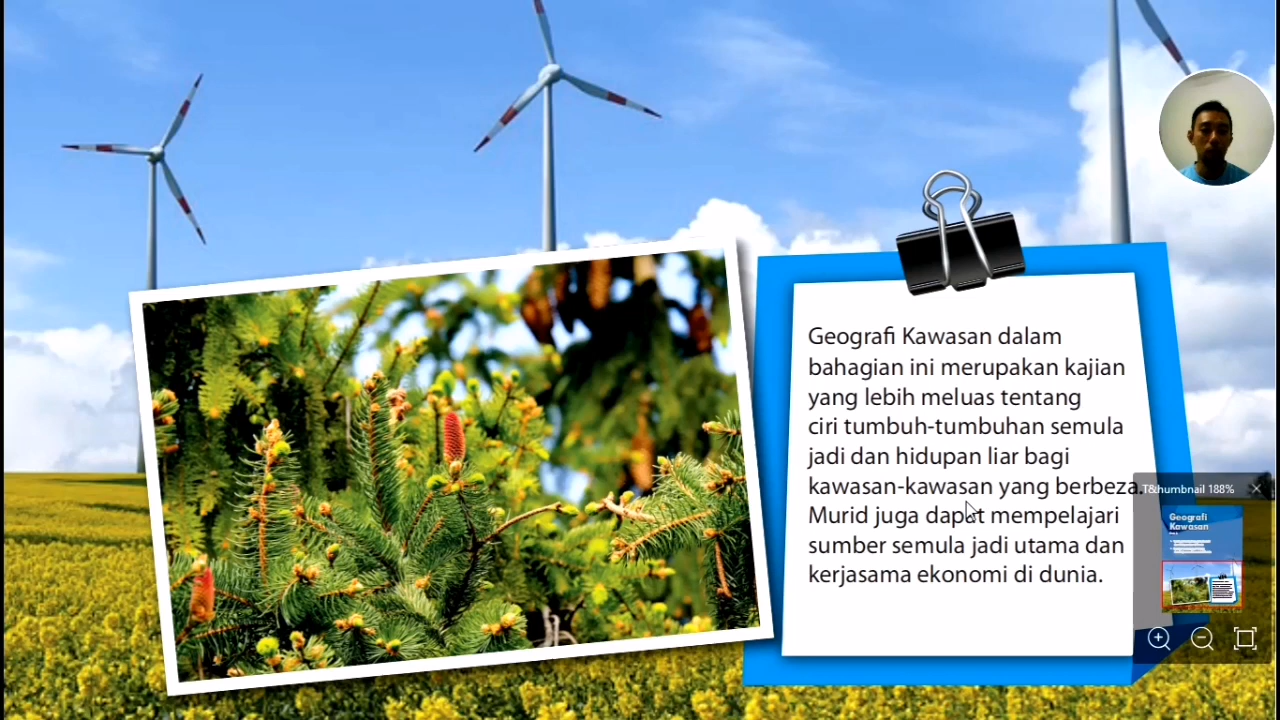 Geografi Kawasan dalam
bahagian ini merupakan kajian
yang lebih meluas tentang
ciri tumbuh-tumbuhan semula
jadi dan hidupan liar bagi
kawasan-kawasan yang berbeza.
Murid juga dapat mempelajari
sumber semula jadi utama dan
kerjasama ekonomi di dunia.
T&humbnail 188%
Geografi
Kawasan